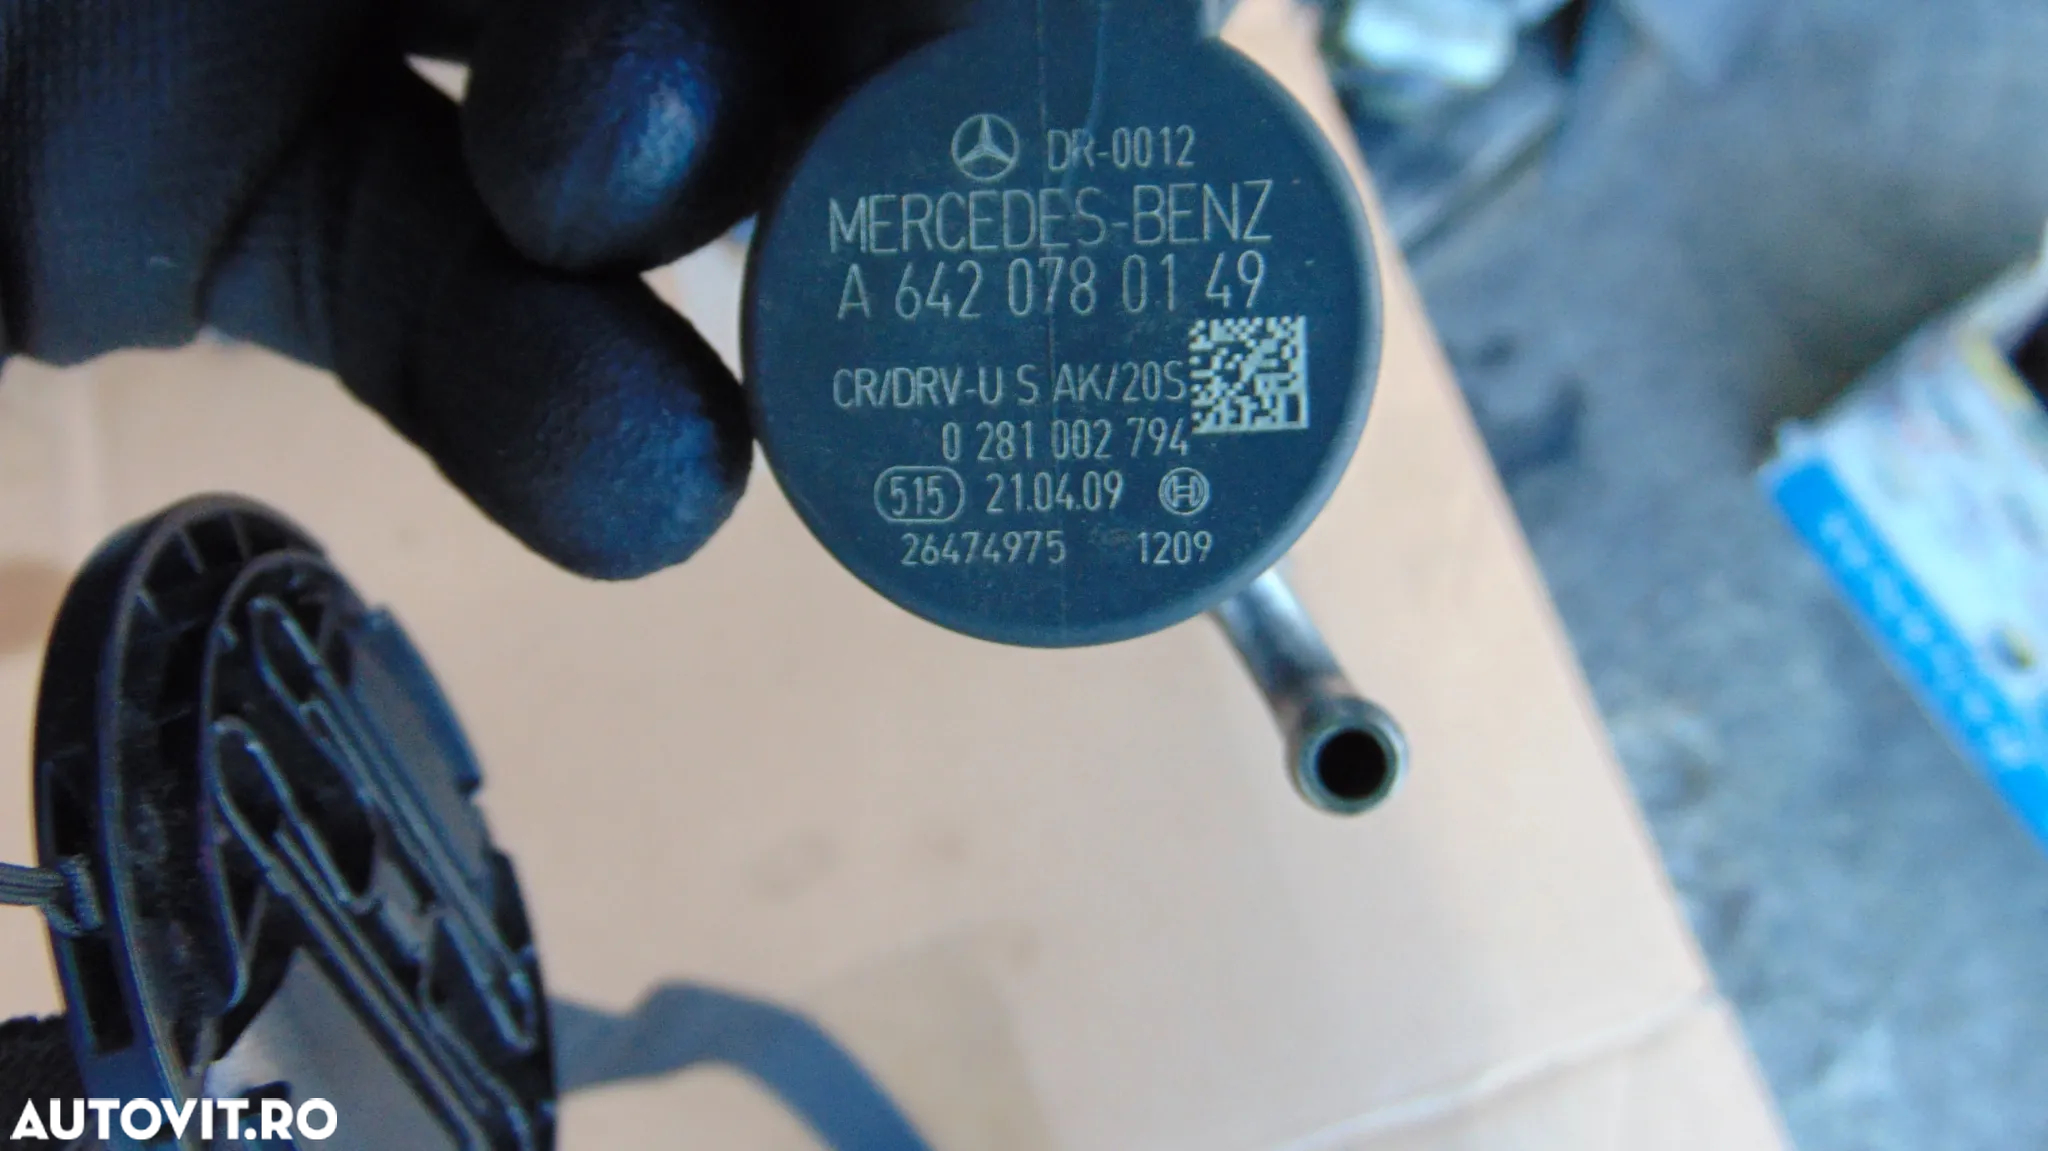 DR-0012
MERCEDES-BENZ
A 642 078 01 49
CR/DRV-U S AK/20S
0 281 002 794
515 21.04.09
26474975 1209
AUTOVIT.RO